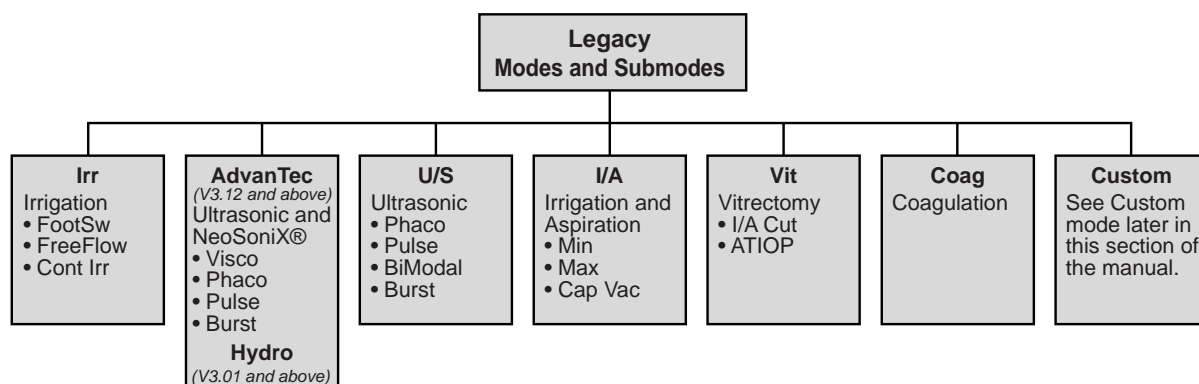 Legacy
Modes and Submodes
Irr
Irrigation
• FootSw
• FreeFlow
• Cont Irr
AdvanTec
(V3.12 and above)
Ultrasonic and
NeoSoniX®
• Visco
• Phaco
• Pulse
• Burst
Hydro
(V3.01 and above)
U/S
Ultrasonic
• Phaco
• Pulse
• BiModal
• Burst
I/A
Irrigation and
Aspiration
• Min
• Max
• Cap Vac
Vit
Vitrectomy
• I/A Cut
• ATIOP
Coag
Coagulation
Custom
See Custom
mode later in
this section of
the manual.